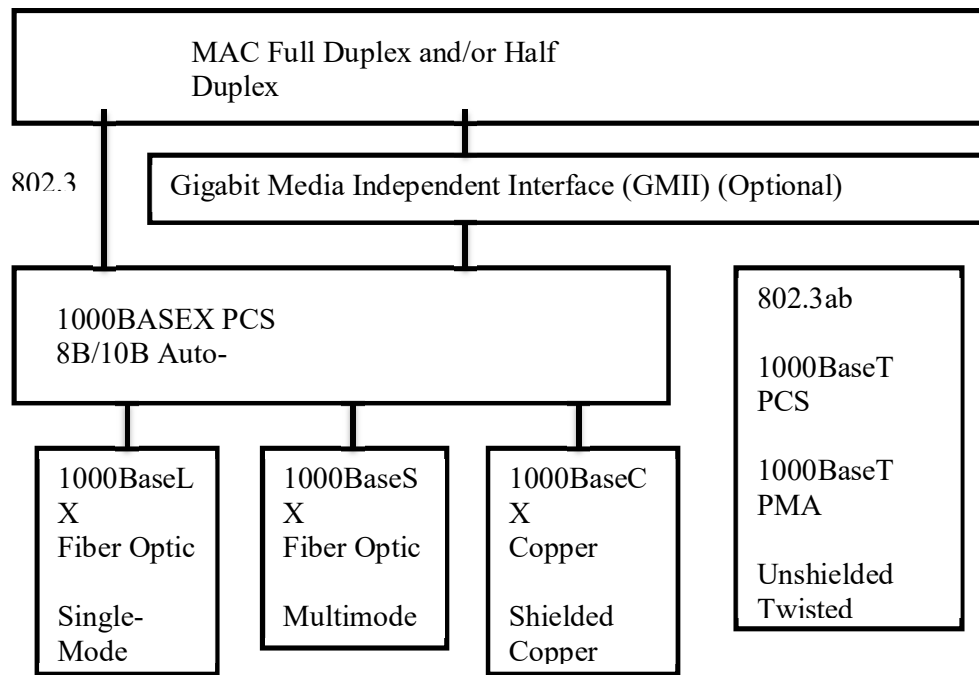 MAC Full Duplex and/or Half
Duplex
802.3
Gigabit Media Independent Interface (GMII) (Optional)
1000BASEX PCS
8B/10B Auto-
802.3ab
1000BaseT
PCS
1000BaseT
PMA
Unshielded
Twisted
1000BaseL
X
Fiber Optic
Single-
Mode
1000BaseS
X
Fiber Optic
Multimode
1000BaseC
X
Copper
Shielded
Copper